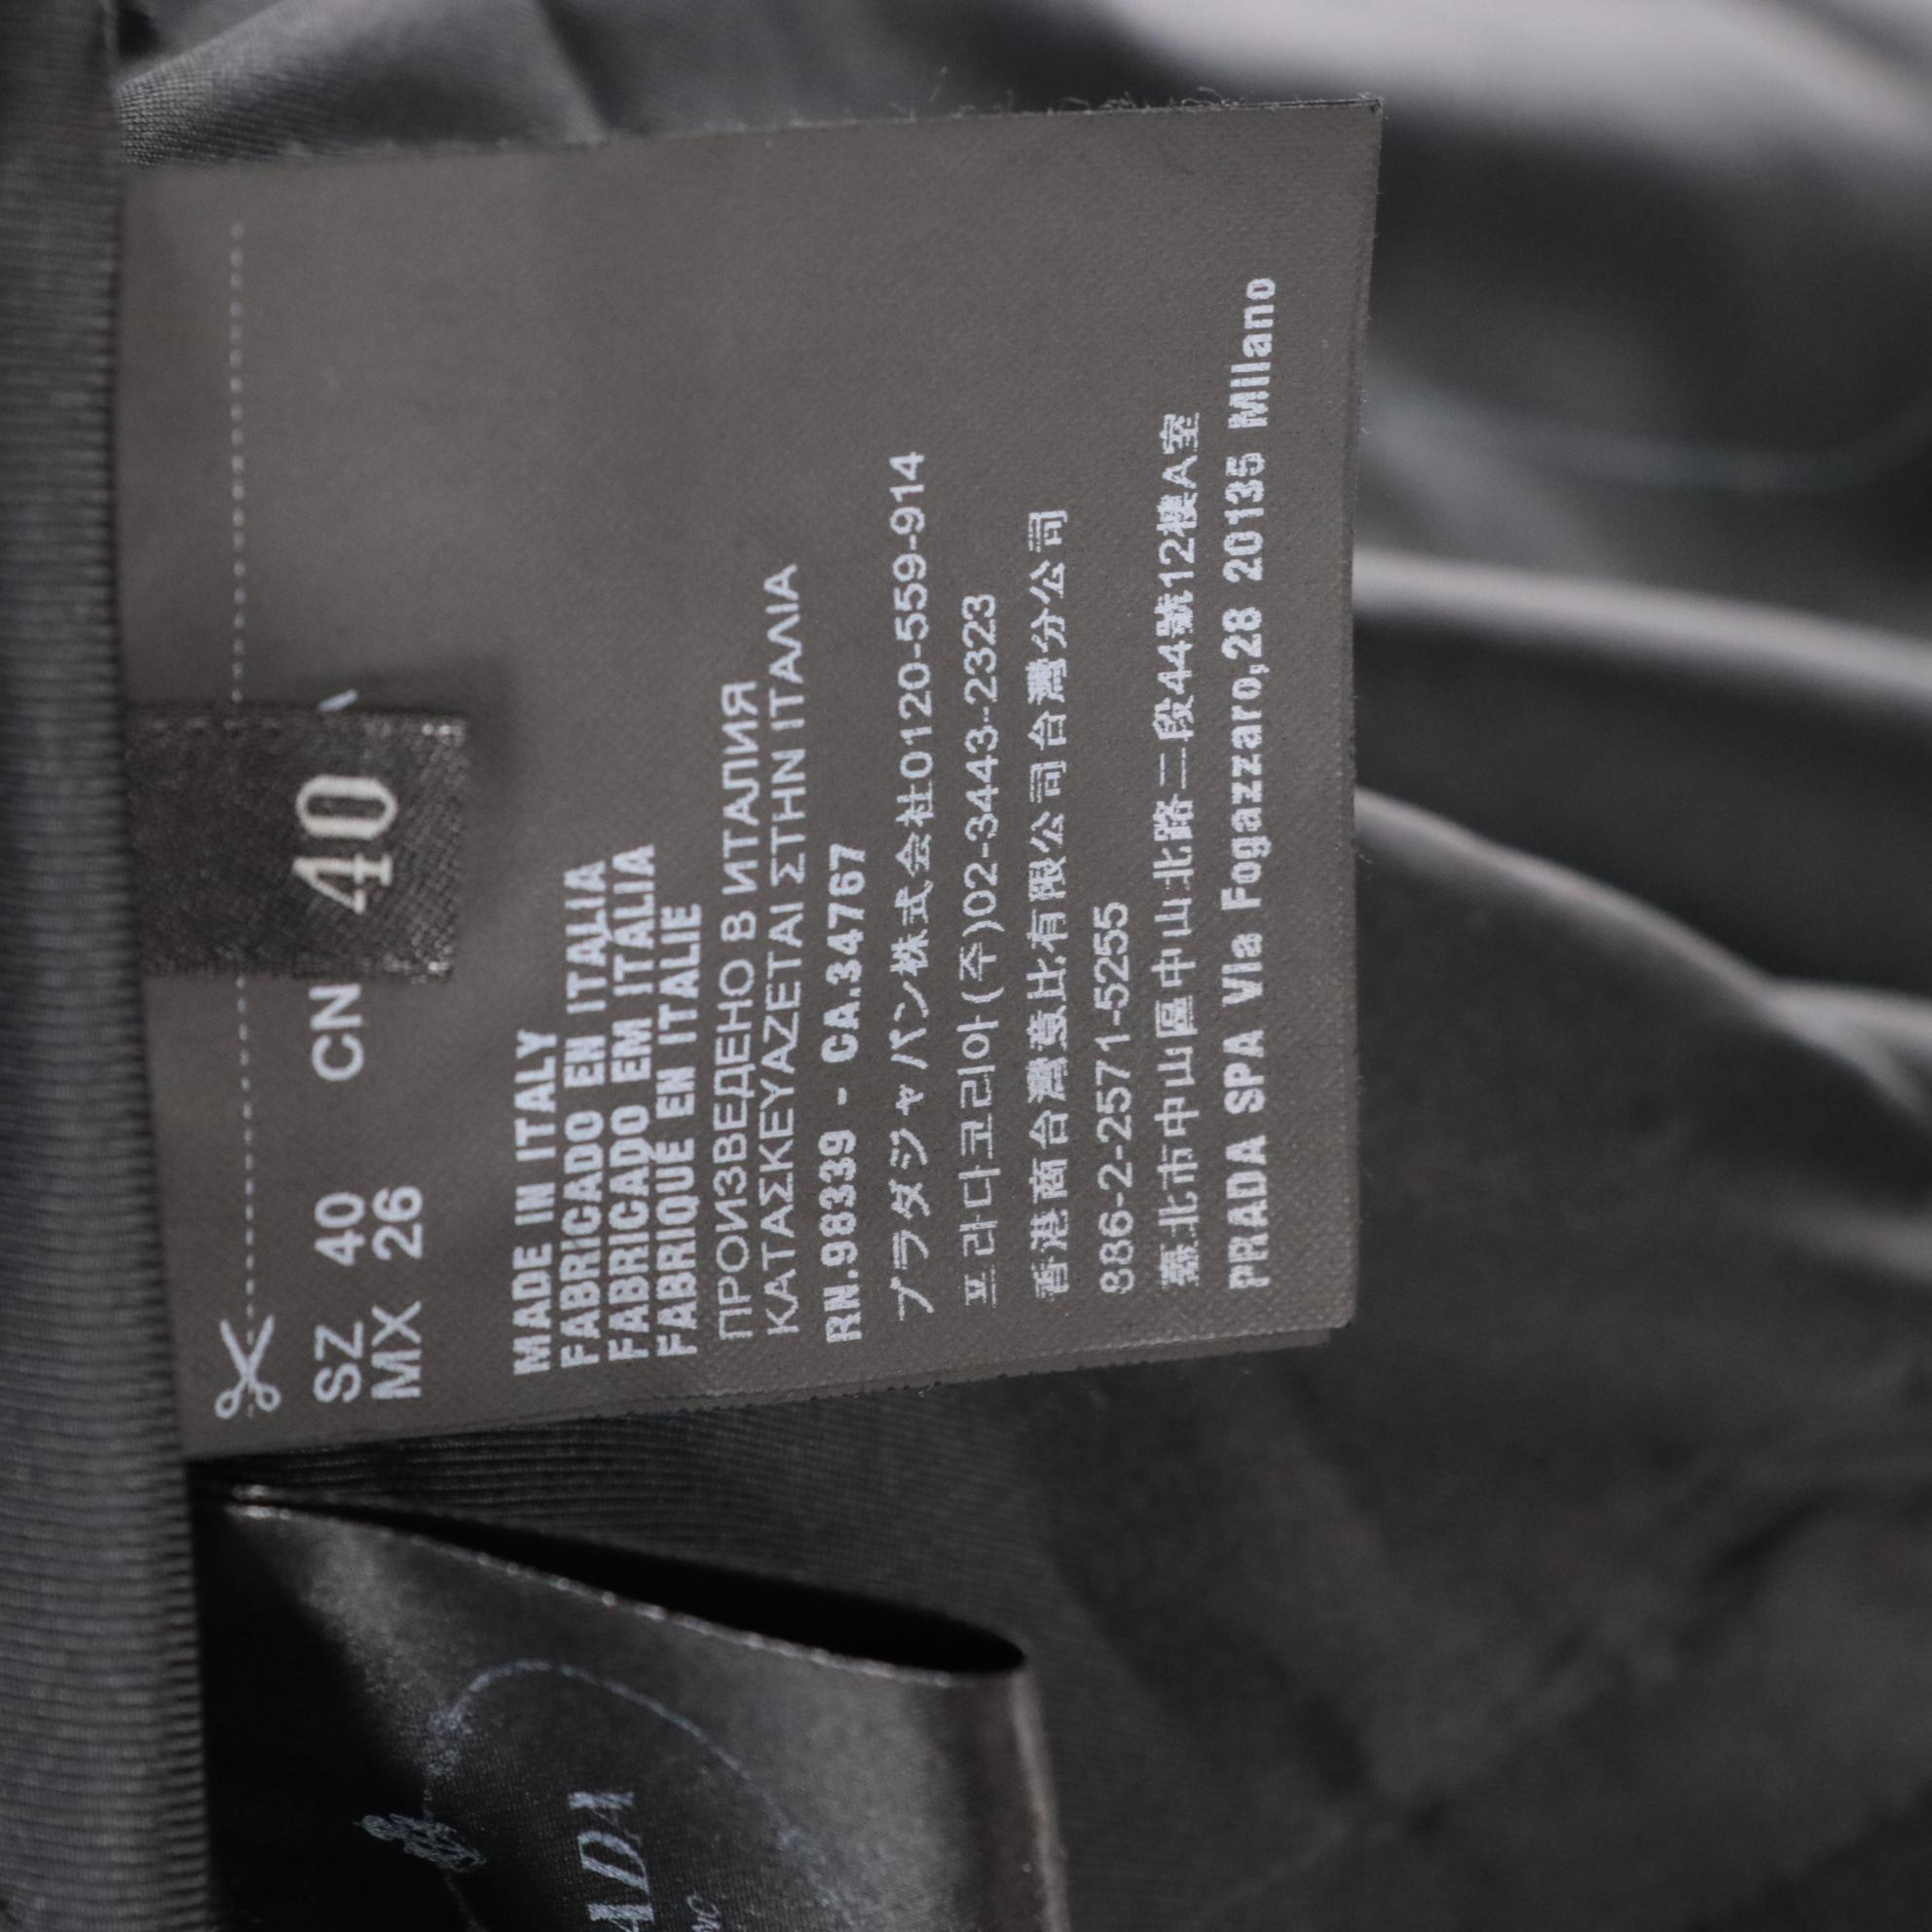 SZ 40 CN
MX 26
40
MADE IN ITALY
FABRICADO EN ITALIA
FABRICADO EM ITALIA
FABRIQUÉ EN ITALIE
ПРОИЗВЕДЕНО В ИТАЛИЯ
ΚΑΤΑΣΚΕΥΑΖΕΤΑΙ ΣΤΗΝ ΙΤΑΛΙΑ
RN.98339 - CA.34767
プラダジャパン株式会社0120-559-914
프라다코리아(주)02-3443-2323
香港商台灣意比有限公司台灣分公司
886-2-2571-5255
臺北市中山區中山北路二段44號12樓A室
PRADA SPA Via Fogazzaro,28 20135 Milano